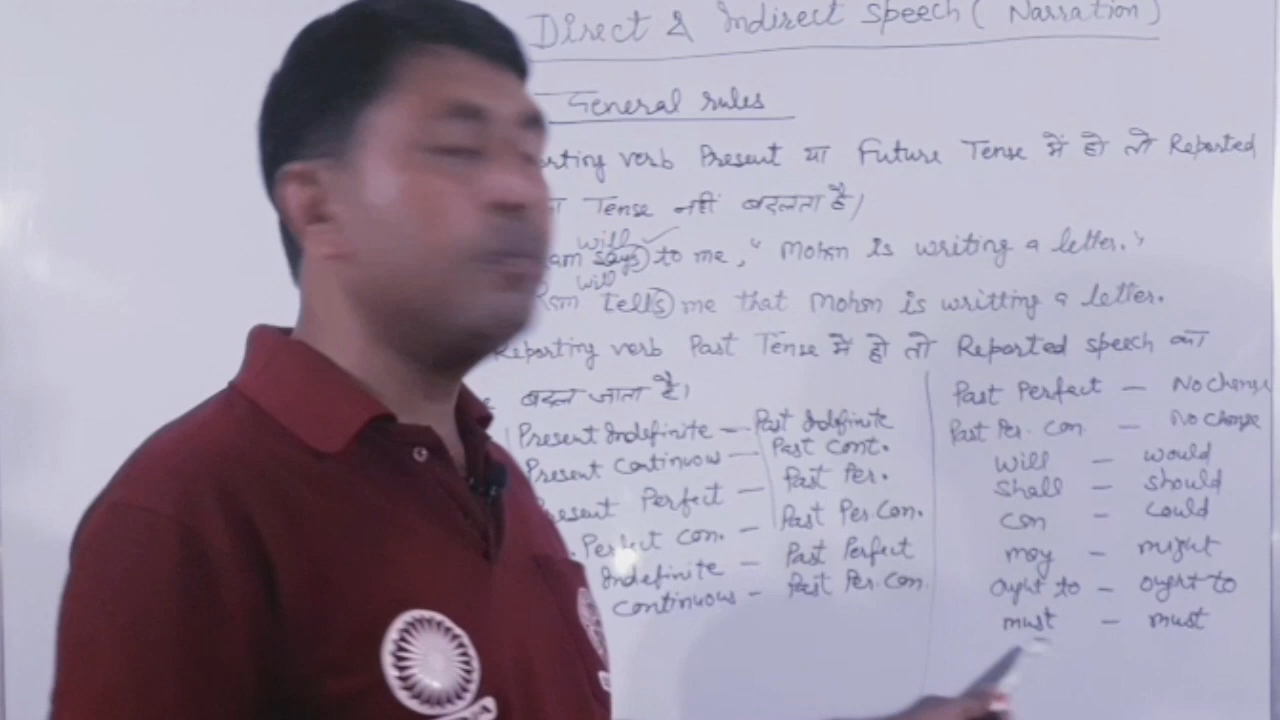 Direct & Indirect speech ( Narration )
General rules
rting verb Present या Future Tense में हो तो Reported
Tense नहीं बदलता है।
will ✓
am says to me, " Mohan is writing a letter."
will
Ram tells me that Mohan is writting a letter.
Reporting verb Past Tense में हो तो Reported speech का
बदल जाता है।
Present Indefinite — Past Indefinite
Present Continuous — Past Cont.
esent Perfect — Past Per.
. Perfect Con. — Past Per. Con.
Indefinite — Past Perfect
Continuous — Past Per. Con.
Past Perfect — No Change
Past Per. Con — No Change
will — would
Shall — should
can — could
may — might
ought to — ought to
must — must